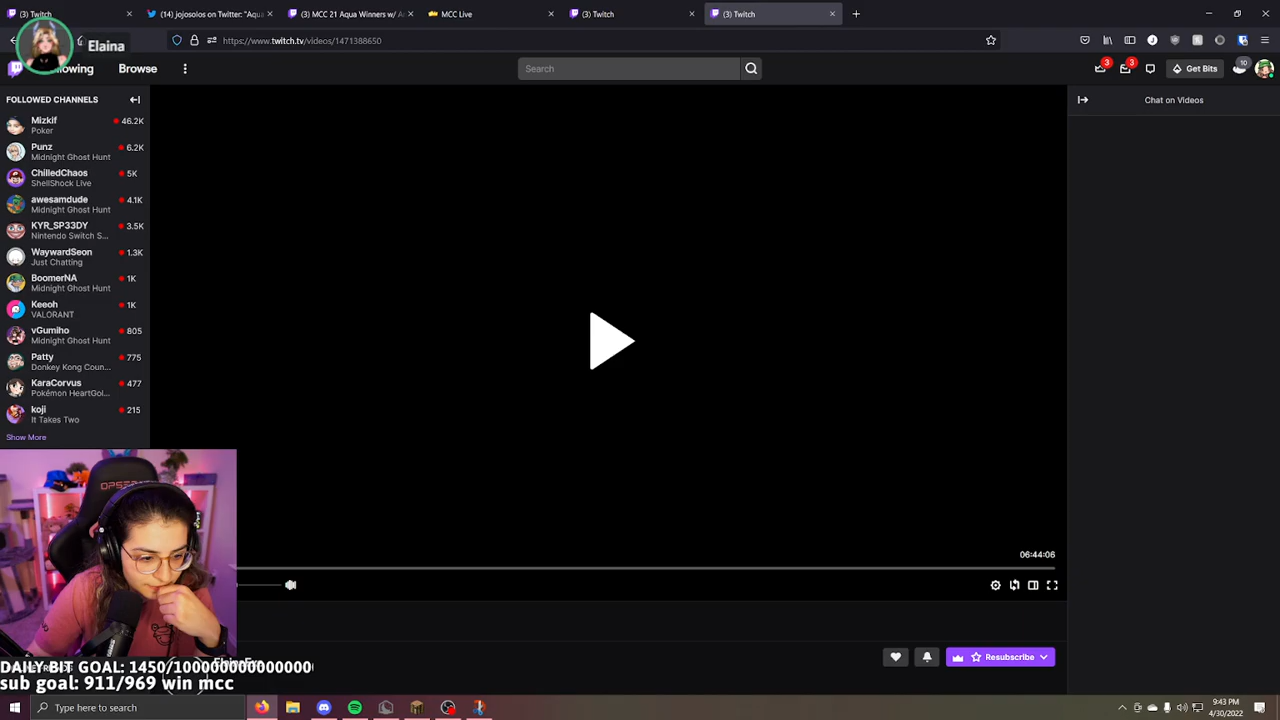 (3) Twitch
(14) jojosolos on Twitter: "Aqua
(3) MCC 21 Aqua Winners w/ A
MCC Live
(3) Twitch
(3) Twitch
Elaina
https://www.twitch.tv/videos/1471388650
Following
Browse
Search
3
3
Get Bits
10
FOLLOWED CHANNELS
Mizkif
46.2K
Poker
Punz
6.2K
Midnight Ghost Hunt
ChilledChaos
5K
ShellShock Live
awesamdude
4.1K
Midnight Ghost Hunt
KYR_SP33DY
3.5K
Nintendo Switch S...
WaywardSeon
1.3K
Just Chatting
BoomerNA
1K
Midnight Ghost Hunt
Keeoh
1K
VALORANT
vGumiho
805
Midnight Ghost Hunt
Patty
775
Donkey Kong Coun...
KaraCorvus
477
Pokémon HeartGol...
koji
215
It Takes Two
Show More
Chat on Videos
06:44:06
Resubscribe
DAILY BIT GOAL: 1450/1000000000000000
sub goal: 911/969 win mcc
Type here to search
9:43 PM
4/30/2022